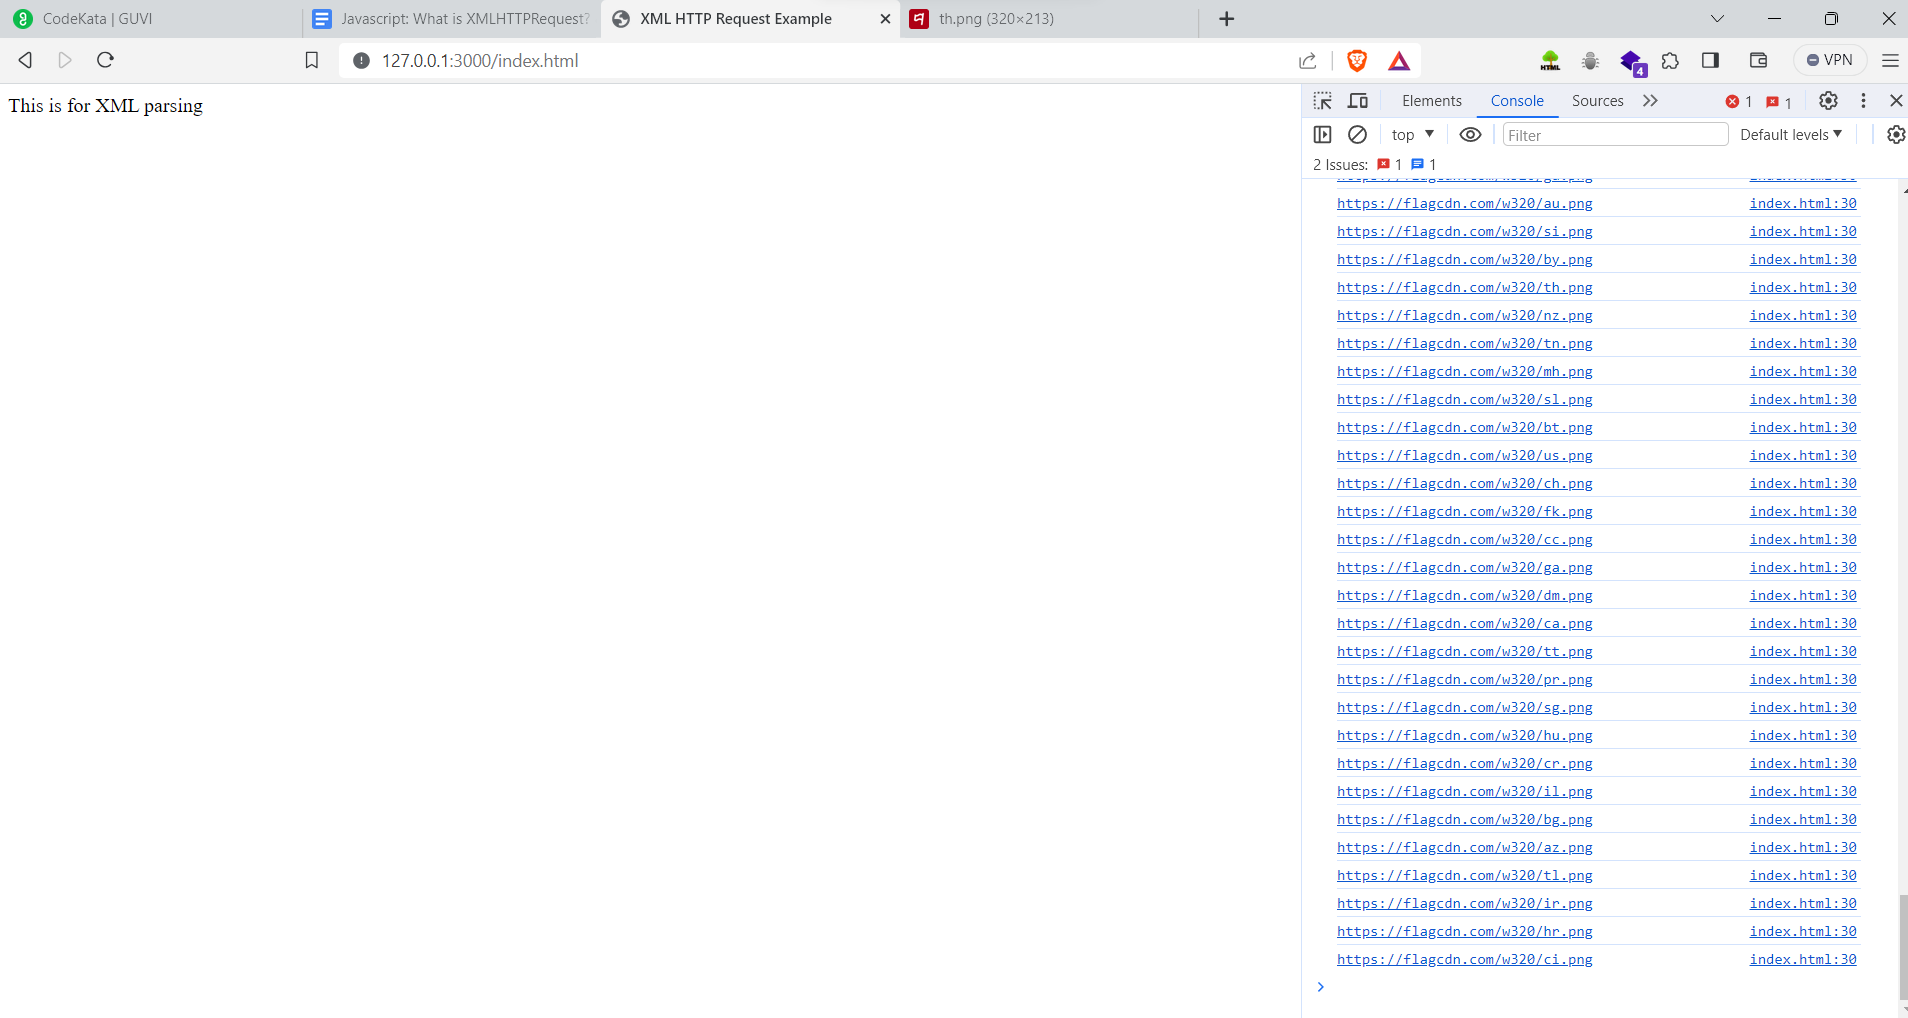 CodeKata | GUVI
Javascript: What is XMLHTTPRequest?
XML HTTP Request Example
th.png (320×213)
127.0.0.1:3000/index.html
HTML
4
VPN
This is for XML parsing
Elements Console Sources 1 1
top Filter Default levels
2 Issues: 1 1
https://flagcdn.com/w320/au.png index.html:30
https://flagcdn.com/w320/si.png index.html:30
https://flagcdn.com/w320/by.png index.html:30
https://flagcdn.com/w320/th.png index.html:30
https://flagcdn.com/w320/nz.png index.html:30
https://flagcdn.com/w320/tn.png index.html:30
https://flagcdn.com/w320/mh.png index.html:30
https://flagcdn.com/w320/sl.png index.html:30
https://flagcdn.com/w320/bt.png index.html:30
https://flagcdn.com/w320/us.png index.html:30
https://flagcdn.com/w320/ch.png index.html:30
https://flagcdn.com/w320/fk.png index.html:30
https://flagcdn.com/w320/cc.png index.html:30
https://flagcdn.com/w320/ga.png index.html:30
https://flagcdn.com/w320/dm.png index.html:30
https://flagcdn.com/w320/ca.png index.html:30
https://flagcdn.com/w320/tt.png index.html:30
https://flagcdn.com/w320/pr.png index.html:30
https://flagcdn.com/w320/sg.png index.html:30
https://flagcdn.com/w320/hu.png index.html:30
https://flagcdn.com/w320/cr.png index.html:30
https://flagcdn.com/w320/il.png index.html:30
https://flagcdn.com/w320/bg.png index.html:30
https://flagcdn.com/w320/az.png index.html:30
https://flagcdn.com/w320/tl.png index.html:30
https://flagcdn.com/w320/ir.png index.html:30
https://flagcdn.com/w320/hr.png index.html:30
https://flagcdn.com/w320/ci.png index.html:30